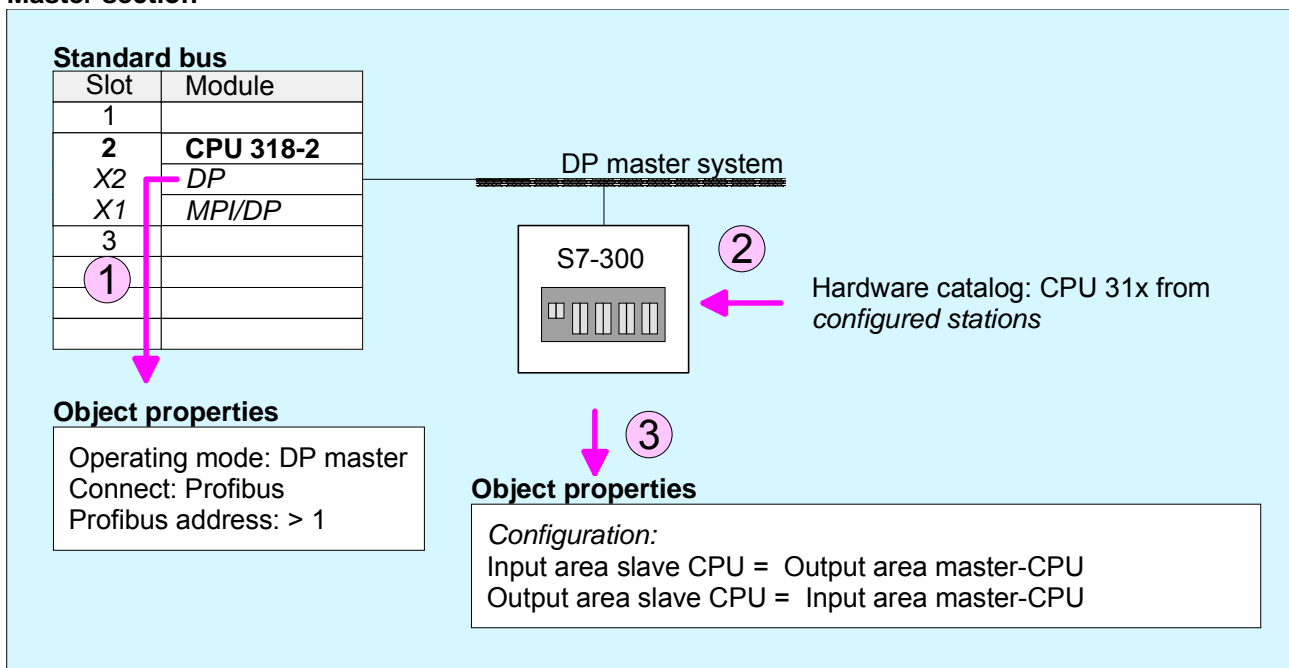 Master section
Standard bus
Slot Module
1
2 CPU 318-2
X2 DP
X1 MPI/DP
3
DP master system
S7-300
1
2
Hardware catalog: CPU 31x from
configured stations
3
Object properties
Operating mode: DP master
Connect: Profibus
Profibus address: > 1
Object properties
Configuration:
Input area slave CPU = Output area master-CPU
Output area slave CPU = Input area master-CPU